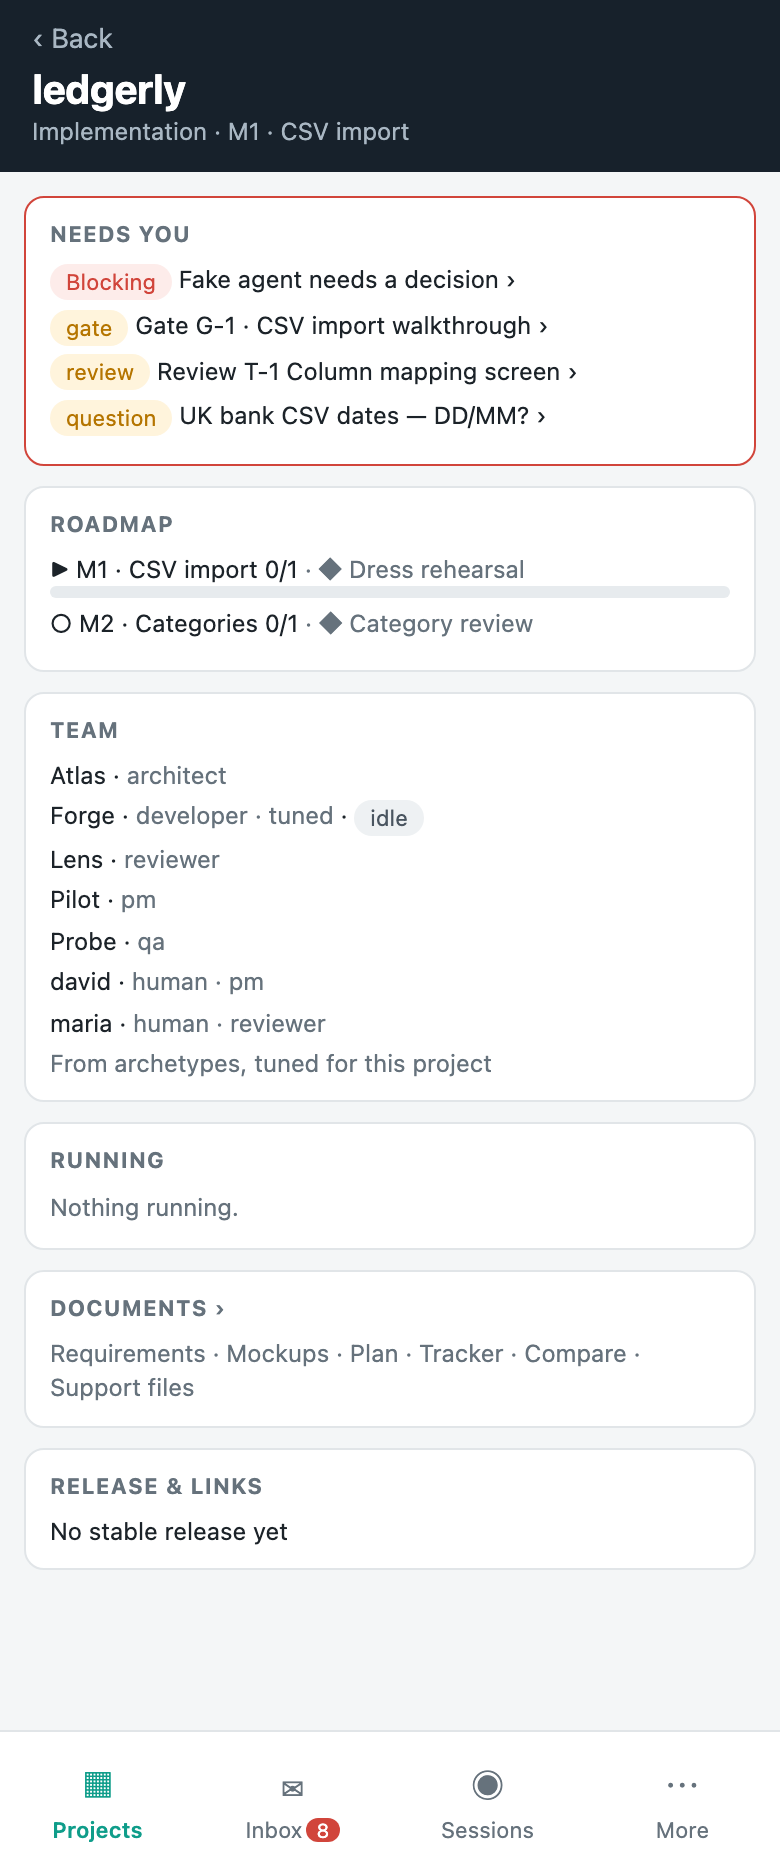 ‹ Back
ledgerly
Implementation · M1 · CSV import
NEEDS YOU
Blocking Fake agent needs a decision ›
gate Gate G-1 · CSV import walkthrough ›
review Review T-1 Column mapping screen ›
question UK bank CSV dates — DD/MM? ›
ROADMAP
▶ M1 · CSV import 0/1 · ◆ Dress rehearsal
○ M2 · Categories 0/1 · ◆ Category review
TEAM
Atlas · architect
Forge · developer · tuned · idle
Lens · reviewer
Pilot · pm
Probe · qa
david · human · pm
maria · human · reviewer
From archetypes, tuned for this project
RUNNING
Nothing running.
DOCUMENTS ›
Requirements · Mockups · Plan · Tracker · Compare ·
Support files
RELEASE & LINKS
No stable release yet
Projects Inbox 8 Sessions More